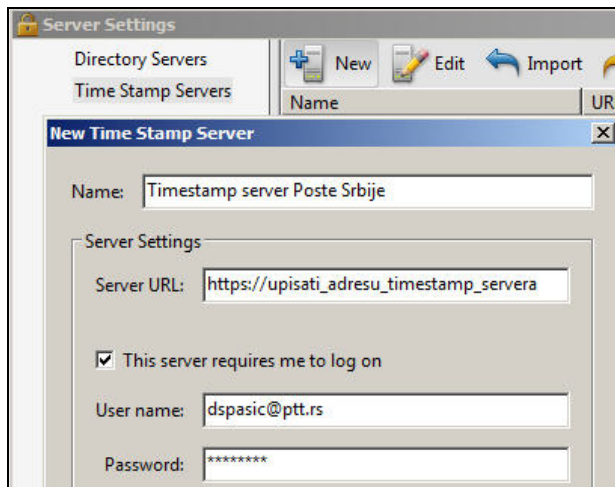 Server Settings
Directory Servers
Time Stamp Servers
New Edit Import
Name UR
New Time Stamp Server
Name: Timestamp server Poste Srbije
Server Settings
Server URL: https://upisati_adresu_timestamp_servera
This server requires me to log on
User name: dspasic@ptt.rs
Password: ********